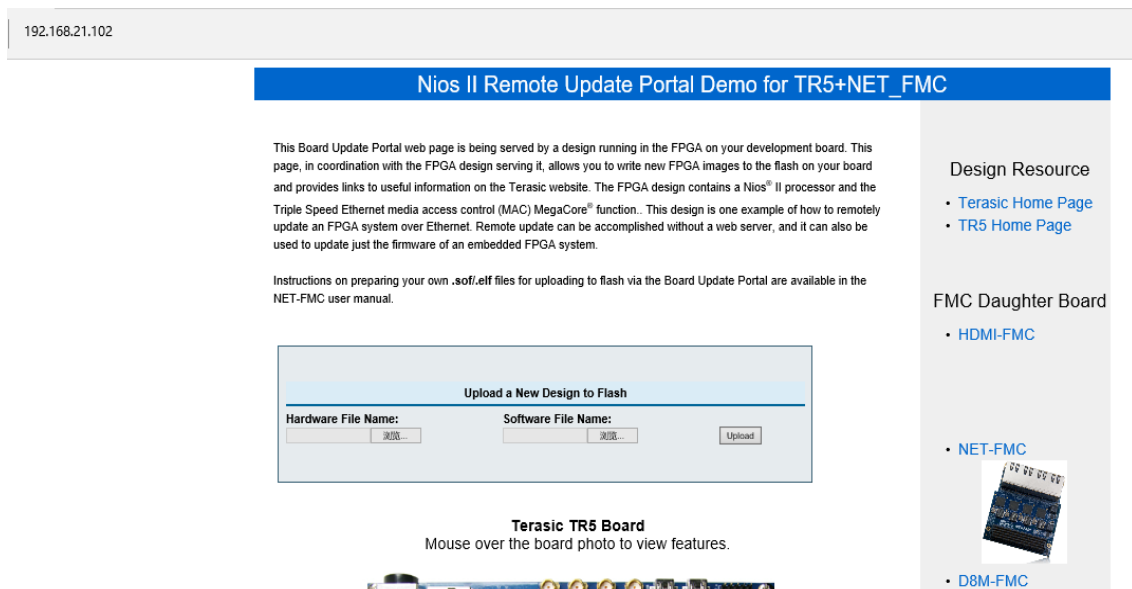 192.168.21.102
Nios II Remote Update Portal Demo for TR5+NET_FMC
This Board Update Portal web page is being served by a design running in the FPGA on your development board. This
page, in coordination with the FPGA design serving it, allows you to write new FPGA images to the flash on your board
and provides links to useful information on the Terasic website. The FPGA design contains a Nios® II processor and the
Triple Speed Ethernet media access control (MAC) MegaCore® function.. This design is one example of how to remotely
update an FPGA system over Ethernet. Remote update can be accomplished without a web server, and it can also be
used to update just the firmware of an embedded FPGA system.
Instructions on preparing your own .sof/.elf files for uploading to flash via the Board Update Portal are available in the
NET-FMC user manual.
Upload a New Design to Flash
Hardware File Name:
浏览...
Software File Name:
浏览...
Upload
Terasic TR5 Board
Mouse over the board photo to view features.
Design Resource
• Terasic Home Page
• TR5 Home Page
FMC Daughter Board
• HDMI-FMC
• NET-FMC
• D8M-FMC